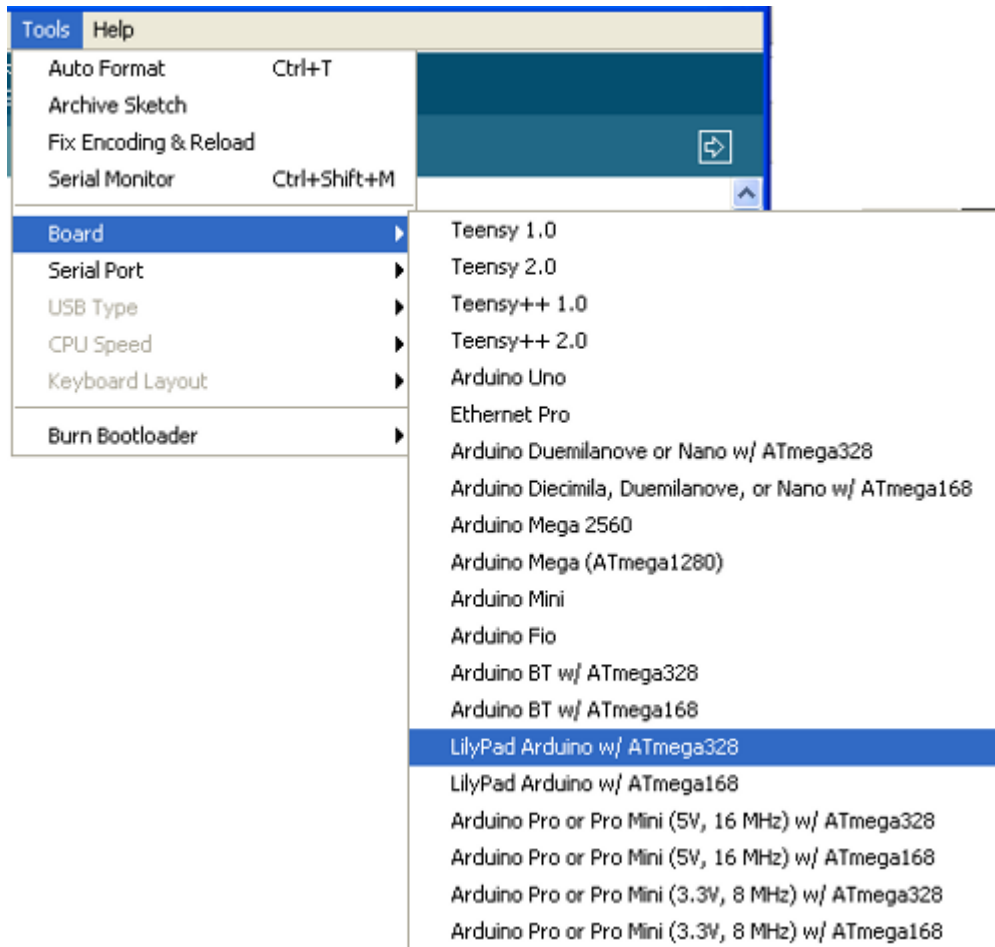 Tools Help
Auto Format Ctrl+T
Archive Sketch
Fix Encoding & Reload
Serial Monitor Ctrl+Shift+M
Board
Serial Port
USB Type
CPU Speed
Keyboard Layout
Burn Bootloader
Teensy 1.0
Teensy 2.0
Teensy++ 1.0
Teensy++ 2.0
Arduino Uno
Ethernet Pro
Arduino Duemilanove or Nano w/ ATmega328
Arduino Diecimila, Duemilanove, or Nano w/ ATmega168
Arduino Mega 2560
Arduino Mega (ATmega1280)
Arduino Mini
Arduino Fio
Arduino BT w/ ATmega328
Arduino BT w/ ATmega168
LilyPad Arduino w/ ATmega328
LilyPad Arduino w/ ATmega168
Arduino Pro or Pro Mini (5V, 16 MHz) w/ ATmega328
Arduino Pro or Pro Mini (5V, 16 MHz) w/ ATmega168
Arduino Pro or Pro Mini (3.3V, 8 MHz) w/ ATmega328
Arduino Pro or Pro Mini (3.3V, 8 MHz) w/ ATmega168